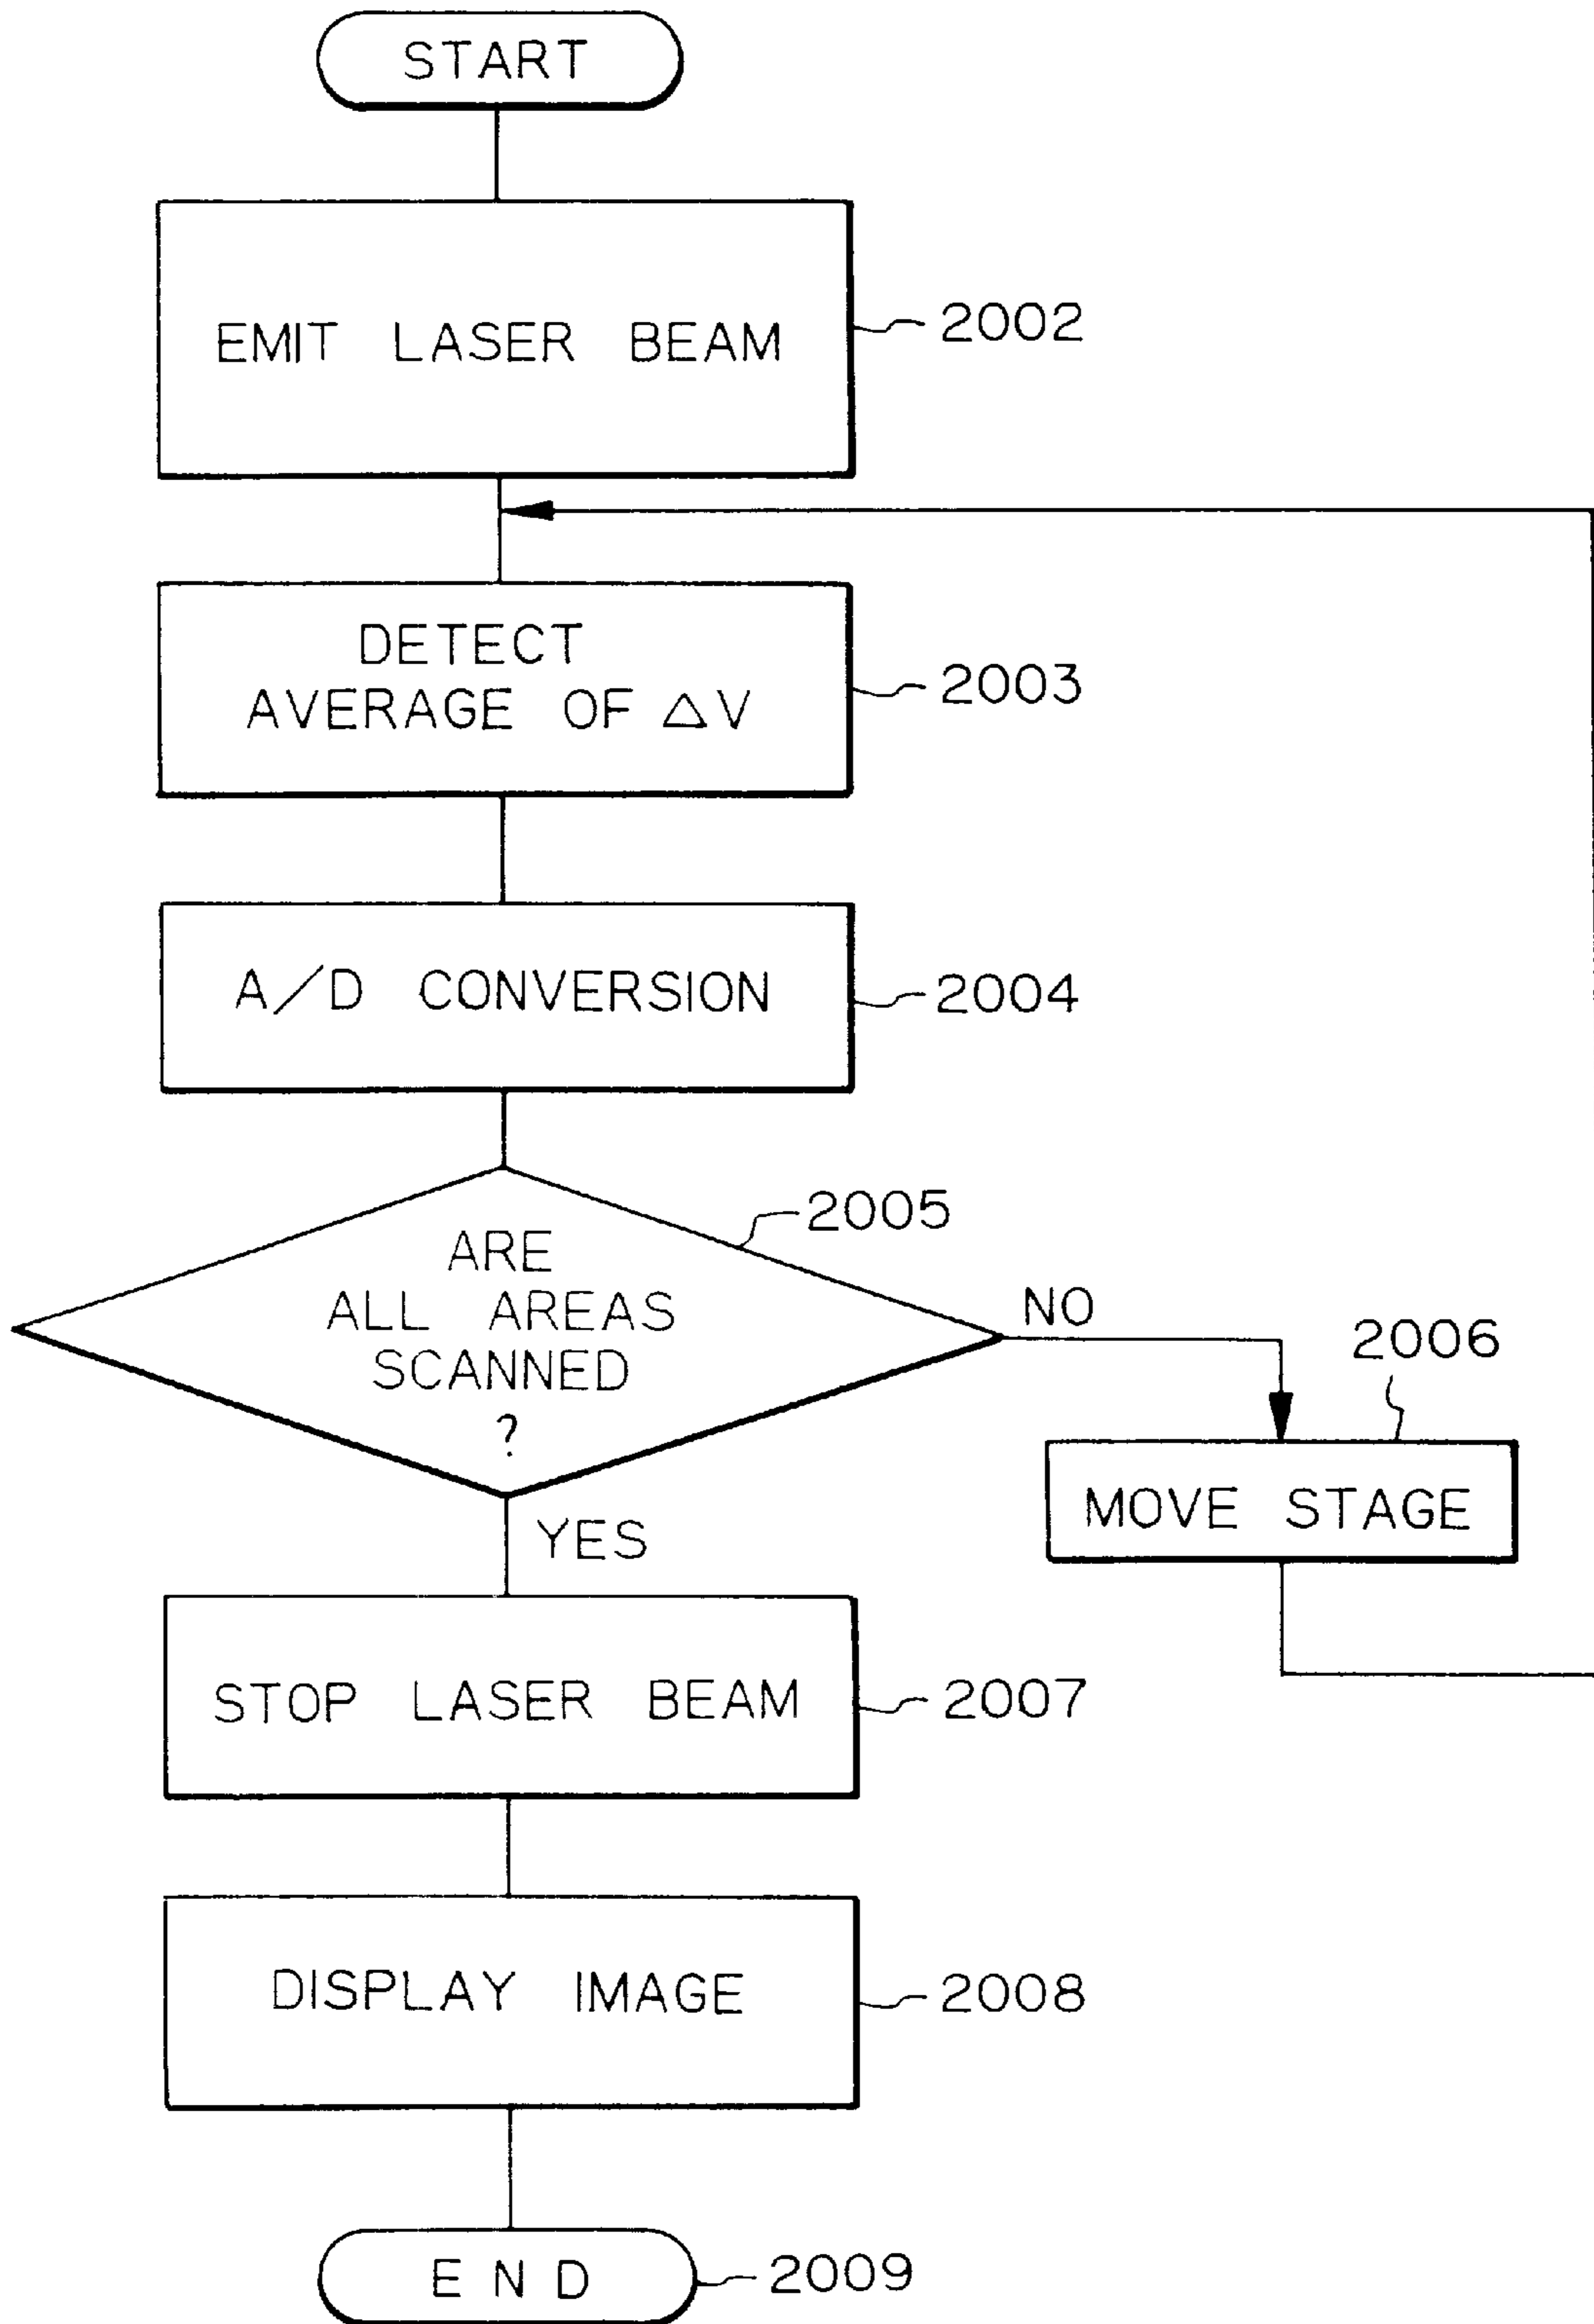 START
EMIT LASER BEAM
2002
DETECT
AVERAGE OF △V
2003
A/D CONVERSION
2004
2005
ARE
ALL AREAS
SCANNED
?
NO
2006
MOVE STAGE
YES
STOP LASER BEAM
2007
DISPLAY IMAGE
2008
END
2009